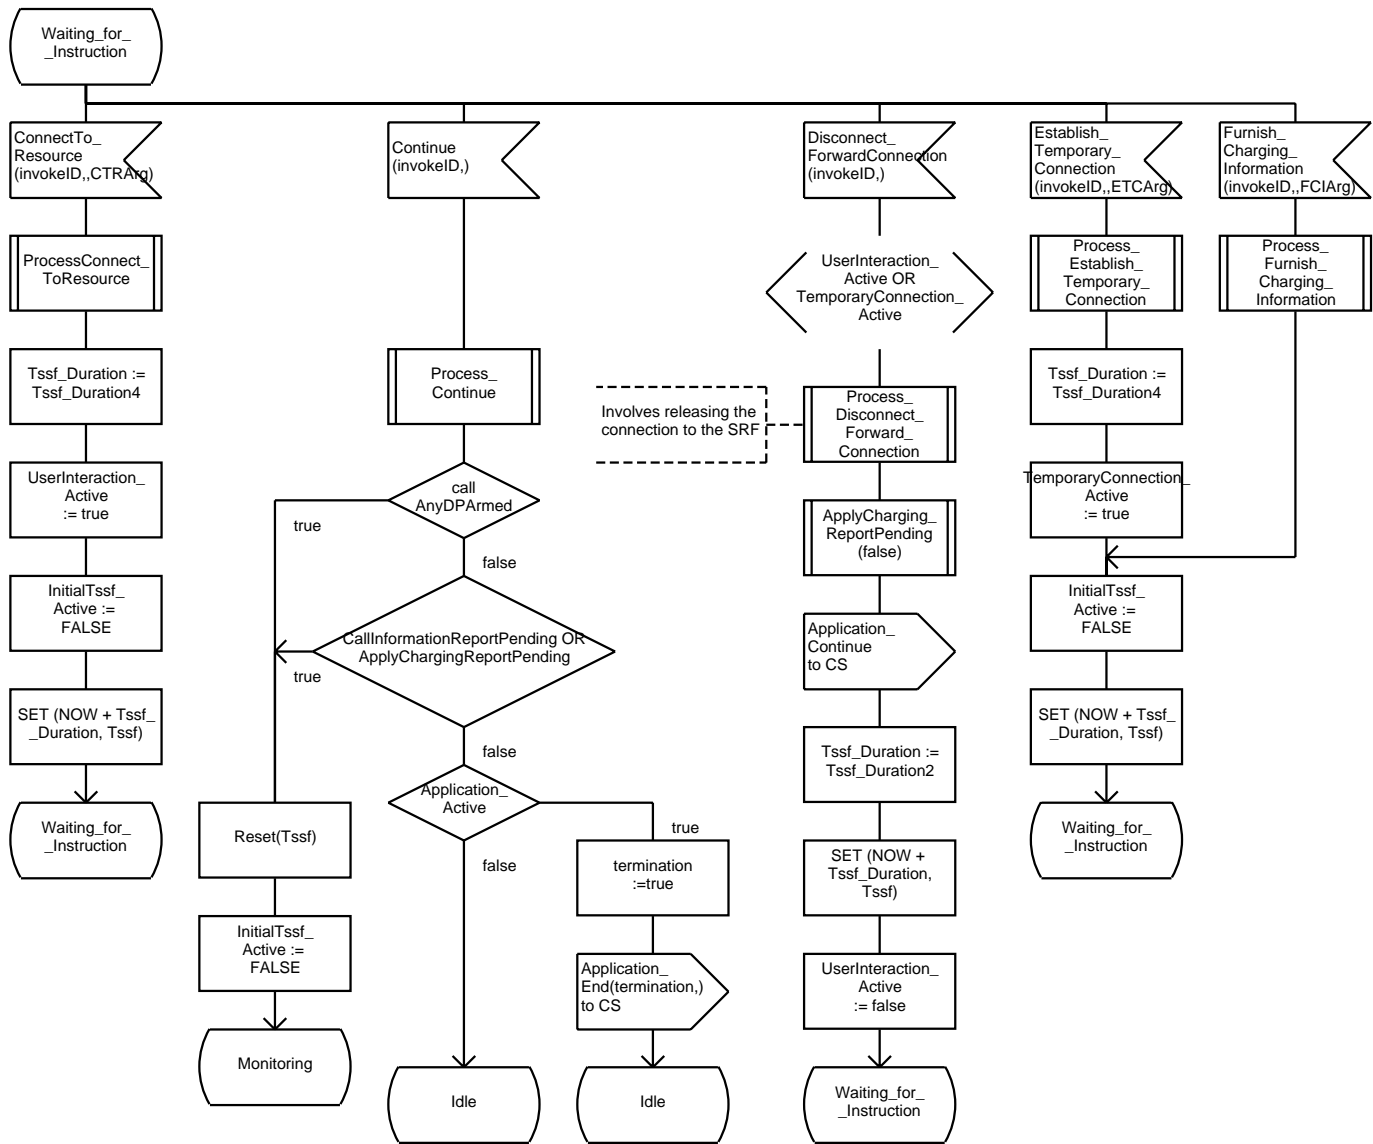 Waiting_for_
_Instruction
ConnectTo_
Resource
(invokeID,,CTRArg)
Continue
(invokeID,)
Disconnect_
ForwardConnection
(invokeID,)
Establish_
Temporary_
Connection
(invokeID,,ETCArg)
Furnish_
Charging_
Information
(invokeID,,FCIArg)
ProcessConnect_
ToResource
UserInteraction_
Active OR
TemporaryConnection_
Active
Process_
Establish_
Temporary_
Connection
Process_
Furnish_
Charging_
Information
Tssf_Duration :=
Tssf_Duration4
Process_
Continue
Involves releasing the
connection to the SRF
Process_
Disconnect_
Forward_
Connection
Tssf_Duration :=
Tssf_Duration4
UserInteraction_
Active
:= true
call
AnyDPArmed
true
false
ApplyCharging_
ReportPending
(false)
TemporaryConnection_
Active
:= true
InitialTssf_
Active :=
FALSE
CallInformationReportPending OR
ApplyChargingReportPending
true
false
Application_
Continue
to CS
InitialTssf_
Active :=
FALSE
SET (NOW + Tssf_
_Duration, Tssf)
Application_
Active
true
false
Tssf_Duration :=
Tssf_Duration2
SET (NOW + Tssf_
_Duration, Tssf)
Waiting_for_
_Instruction
Reset(Tssf)
termination
:=true
SET (NOW +
Tssf_Duration,
Tssf)
Waiting_for_
_Instruction
InitialTssf_
Active :=
FALSE
Application_
End(termination,)
to CS
UserInteraction_
Active
:= false
Monitoring
Idle
Idle
Waiting_for_
_Instruction